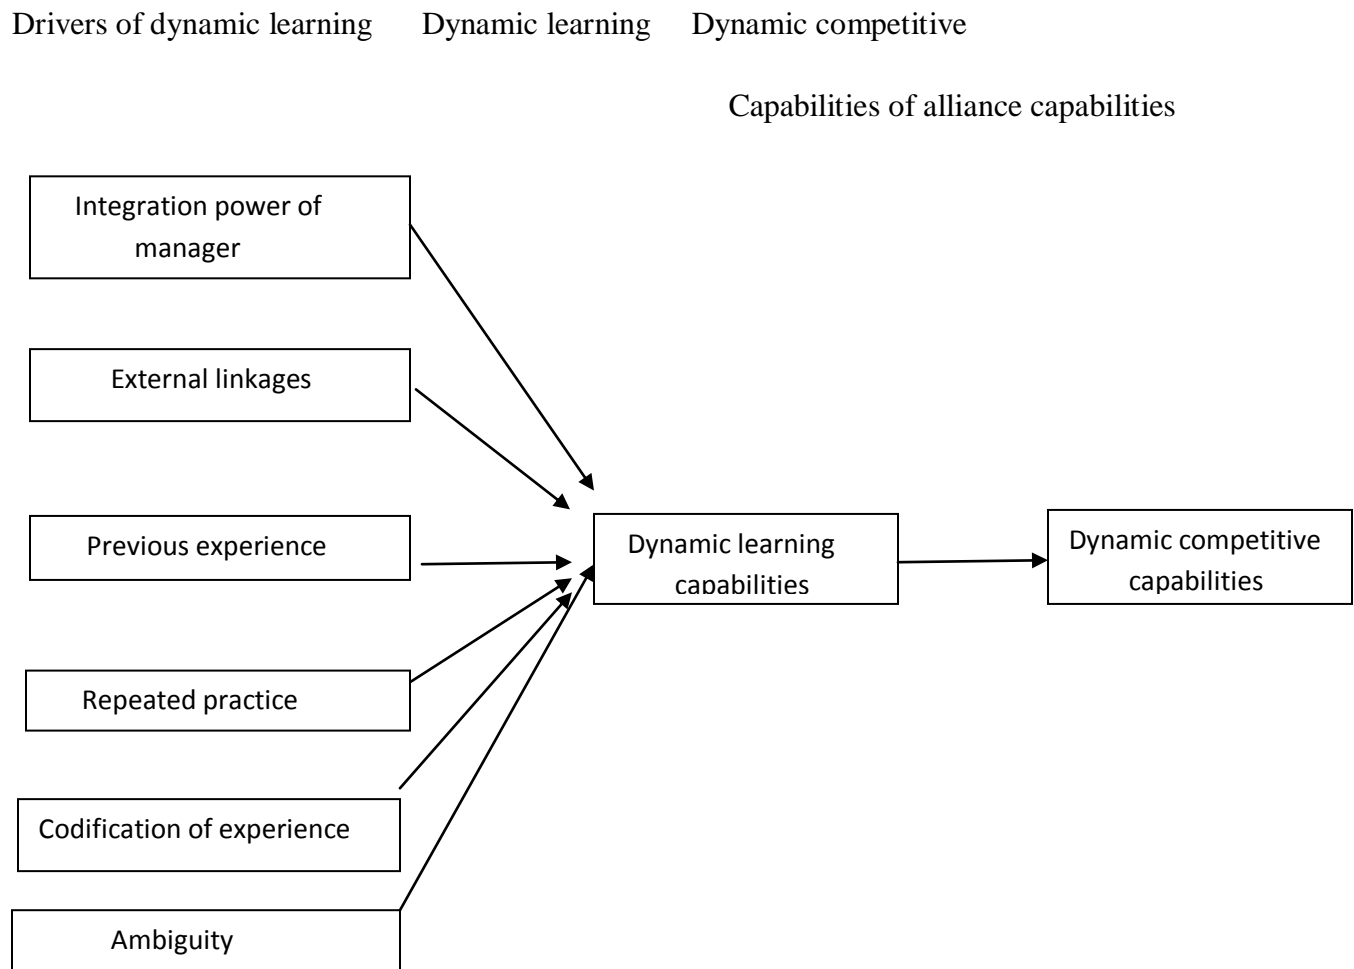 Drivers of dynamic learning Dynamic learning Dynamic competitive
Capabilities of alliance capabilities
Integration power of
manager
External linkages
Previous experience
Dynamic learning
capabilities
Dynamic competitive
capabilities
Repeated practice
Codification of experience
Ambiguity